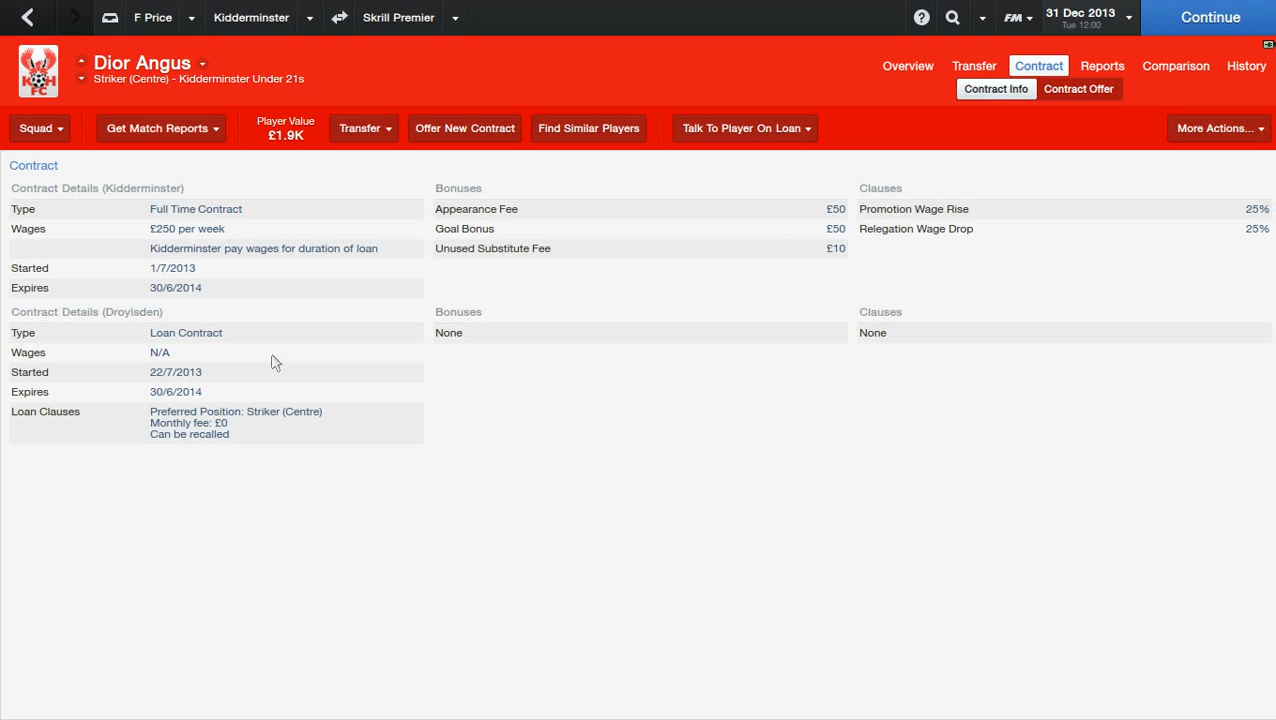 F Price Kidderminster Skrill Premier ? FM 31 Dec 2013 Continue
Tue 12:00
Dior Angus
Striker (Centre) - Kidderminster Under 21s
KH
FC
Overview Transfer Contract Reports Comparison History
Contract Info Contract Offer
Squad Get Match Reports Player Value Transfer Offer New Contract Find Similar Players Talk To Player On Loan More Actions...
£1.9K
Contract
Contract Details (Kidderminster) Bonuses Clauses
Type Full Time Contract Appearance Fee £50 Promotion Wage Rise 25%
Wages £250 per week Goal Bonus £50 Relegation Wage Drop 25%
Kidderminster pay wages for duration of loan Unused Substitute Fee £10
Started 1/7/2013
Expires 30/6/2014
Contract Details (Droylsden) Bonuses Clauses
Type Loan Contract None None
Wages N/A
Started 22/7/2013
Expires 30/6/2014
Loan Clauses Preferred Position: Striker (Centre)
Monthly fee: £0
Can be recalled